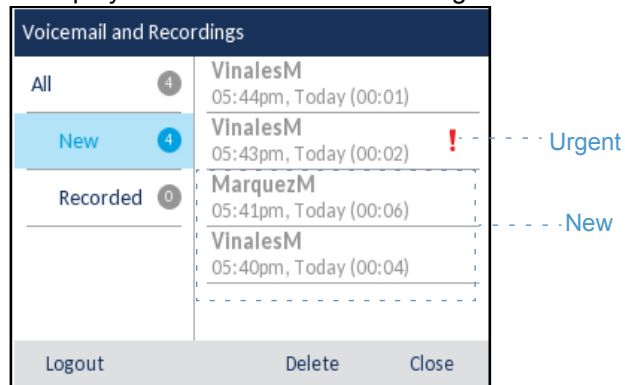 Voicemail and Recordings
All 4
New 4
Recorded 0
VinalesM
05:44pm, Today (00:01)
VinalesM
05:43pm, Today (00:02) !
MarquezM
05:41pm, Today (00:06)
VinalesM
05:40pm, Today (00:04)
Urgent
New
Logout Delete Close